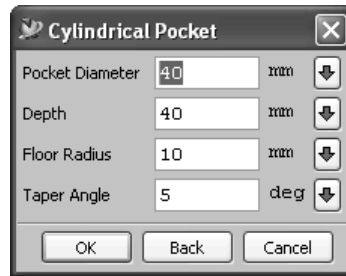 Cylindrical Pocket
Pocket Diameter 40 mm
Depth 40 mm
Floor Radius 10 mm
Taper Angle 5 deg
OK Back Cancel